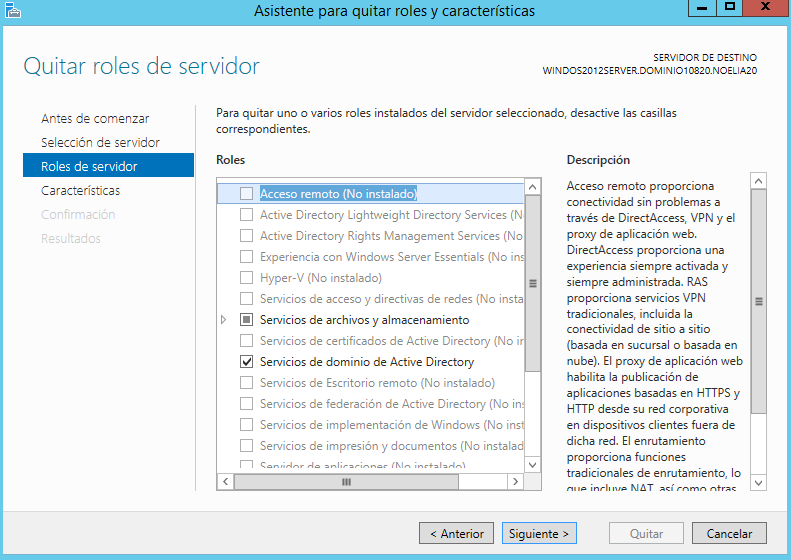 Asistente para quitar roles y características
Quitar roles de servidor
SERVIDOR DE DESTINO
WINDOS2012SERVER.DOMINIO10820.NOELIA20
Antes de comenzar
Selección de servidor
Roles de servidor
Características
Confirmación
Resultados
Para quitar uno o varios roles instalados del servidor seleccionado, desactive las casillas
correspondientes.
Roles
Acceso remoto (No instalado)
Active Directory Lightweight Directory Services (N
Active Directory Rights Management Services (No
Experiencia con Windows Server Essentials (No ins
Hyper-V (No instalado)
Servicios de acceso y directivas de redes (No insta
Servicios de archivos y almacenamiento
Servicios de certificados de Active Directory (No ir
Servicios de dominio de Active Directory
Servicios de Escritorio remoto (No instalado)
Servicios de federación de Active Directory (No ins
Servicios de implementación de Windows (No inst
Servicios de impresión y documentos (No instalad
Servidor de aplicaciones (No instalado)
Descripción
Acceso remoto proporciona
conectividad sin problemas a
través de DirectAccess, VPN y el
proxy de aplicación web.
DirectAccess proporciona una
experiencia siempre activada y
siempre administrada. RAS
proporciona servicios VPN
tradicionales, incluida la
conectividad de sitio a sitio
(basada en sucursal o basada en
nube). El proxy de aplicación web
habilita la publicación de
aplicaciones basadas en HTTPS y
HTTP desde su red corporativa
en dispositivos clientes fuera de
dicha red. El enrutamiento
proporciona funciones
tradicionales de enrutamiento, lo
que incluye NAT, así como otras
< Anterior
Siguiente >
Quitar
Cancelar